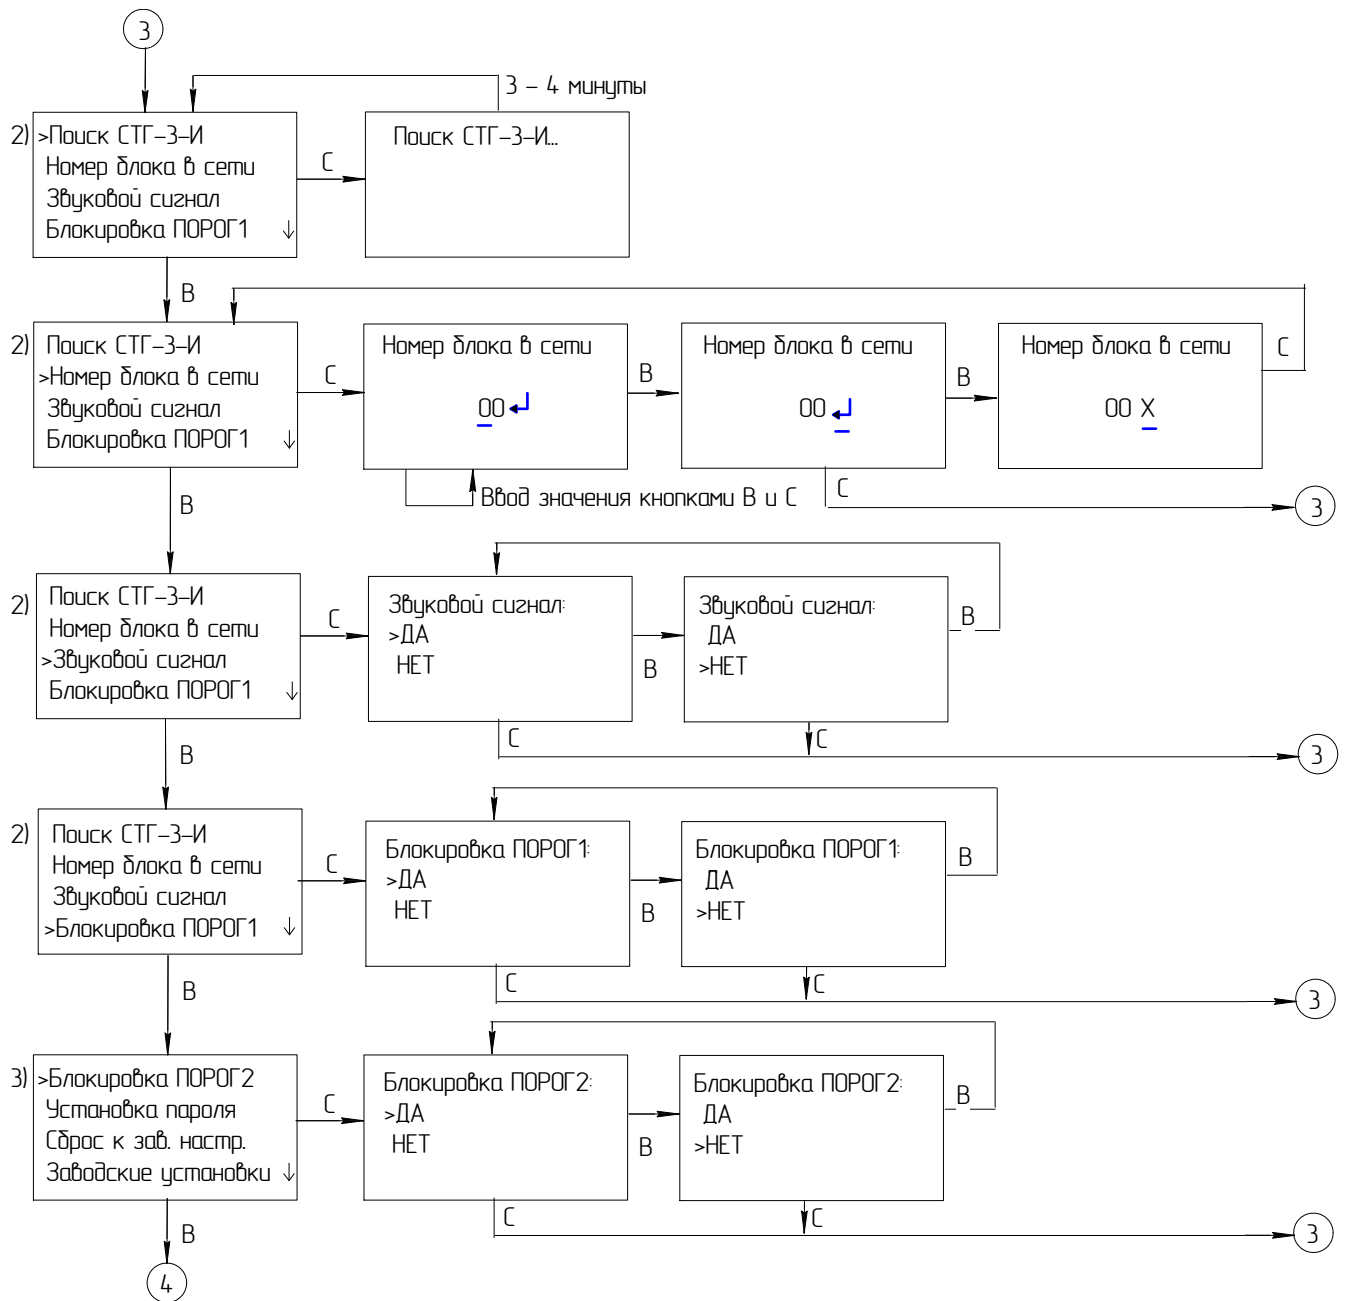 3
3 – 4 минуты
2) >Поиск СТГ–3–И
Номер блока в сети
Звуковой сигнал
Блокировка ПОРОГ1 ↓
С
Поиск СТГ–3–И...
В
2) Поиск СТГ–3–И
>Номер блока в сети
Звуковой сигнал
Блокировка ПОРОГ1 ↓
С
Номер блока в сети
00
В
Номер блока в сети
00
В
Номер блока в сети
00 X
С
Ввод значения кнопками В и С
С
3
В
2) Поиск СТГ–3–И
Номер блока в сети
>Звуковой сигнал
Блокировка ПОРОГ1 ↓
С
Звуковой сигнал:
>ДА
НЕТ
В
Звуковой сигнал:
ДА
>НЕТ
В
С
С
3
В
2) Поиск СТГ–3–И
Номер блока в сети
Звуковой сигнал
>Блокировка ПОРОГ1 ↓
С
Блокировка ПОРОГ1:
>ДА
НЕТ
В
Блокировка ПОРОГ1:
ДА
>НЕТ
В
С
С
3
В
3) >Блокировка ПОРОГ2
Установка пароля
Сброс к зав. настр.
Заводские установки ↓
С
Блокировка ПОРОГ2:
>ДА
НЕТ
В
Блокировка ПОРОГ2:
ДА
>НЕТ
В
С
С
3
В
4